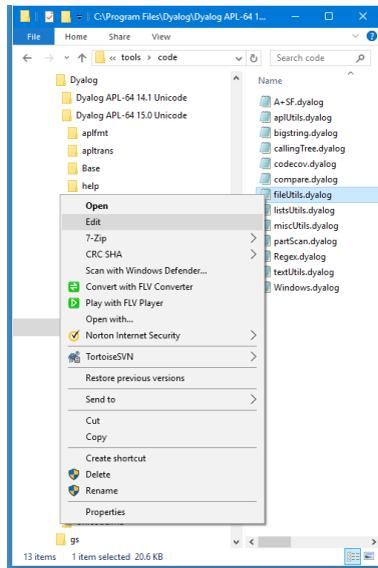 C:\Program Files\Dyalog\Dyalog APL-64 1...
File Home Share View
« tools › code Search code
Dyalog
Dyalog APL-64 14.1 Unicode
Dyalog APL-64 15.0 Unicode
aplfmt
apltrans
Base
help
Name
A+SF.dyalog
aplUtils.dyalog
bigstring.dyalog
callingTree.dyalog
codecov.dyalog
compare.dyalog
fileUtils.dyalog
listsUtils.dyalog
miscUtils.dyalog
partScan.dyalog
Regex.dyalog
textUtils.dyalog
Windows.dyalog
Open
Edit
7-Zip
CRC SHA
Scan with Windows Defender...
Convert with FLV Converter
Play with FLV Player
Open with...
Norton Internet Security
TortoiseSVN
Restore previous versions
Send to
Cut
Copy
Create shortcut
Delete
Rename
Properties
gs
13 items 1 item selected 20.6 KB